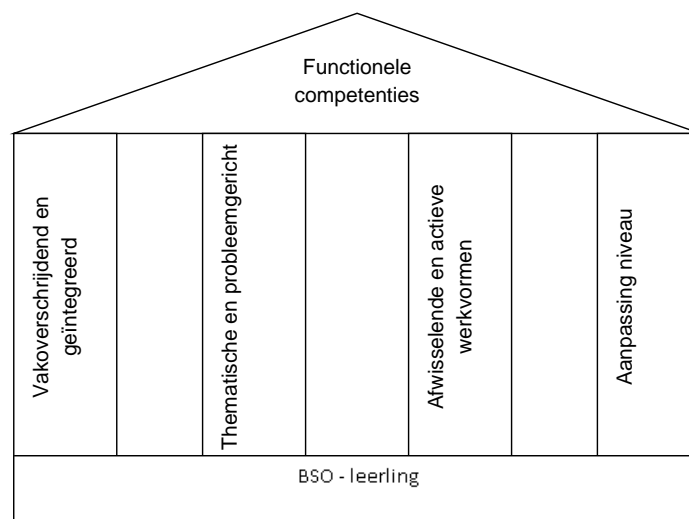 Functionele
competenties
Vakoverschrijdend en
geïntegreerd
Thematische en probleemgericht
Afwisselende en actieve
werkvormen
Aanpassing niveau
BSO - leerling